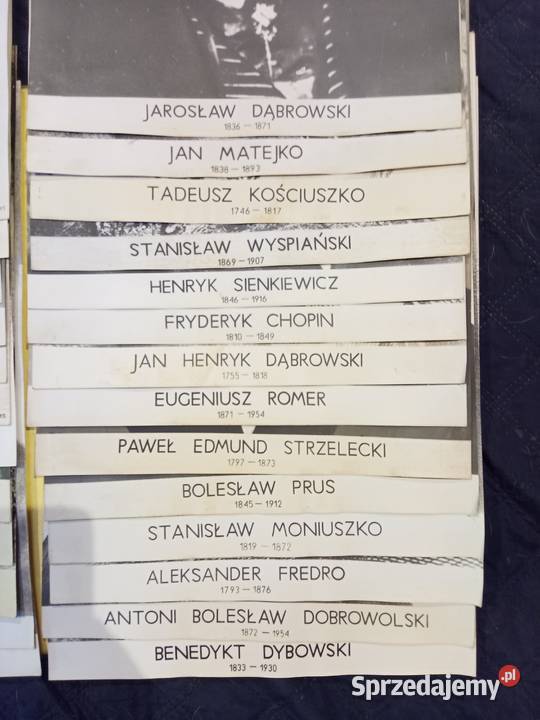 JAROSŁAW DĄBROWSKI
1836 – 1871
JAN MATEJKO
1838 – 1893
TADEUSZ KOŚCIUSZKO
1746 – 1817
STANISŁAW WYSPIAŃSKI
1869 – 1907
HENRYK SIENKIEWICZ
1846 – 1916
FRYDERYK CHOPIN
1810 – 1849
JAN HENRYK DĄBROWSKI
1755 – 1818
EUGENIUSZ ROMER
1871 – 1954
PAWEŁ EDMUND STRZELECKI
1797 – 1873
BOLESŁAW PRUS
1845 – 1912
STANISŁAW MONIUSZKO
1819 – 1872
ALEKSANDER FREDRO
1793 – 1876
ANTONI BOLESŁAW DOBROWOLSKI
1872 – 1954
BENEDYKT DYBOWSKI
1833 – 1930
Sprzedajemy.pl